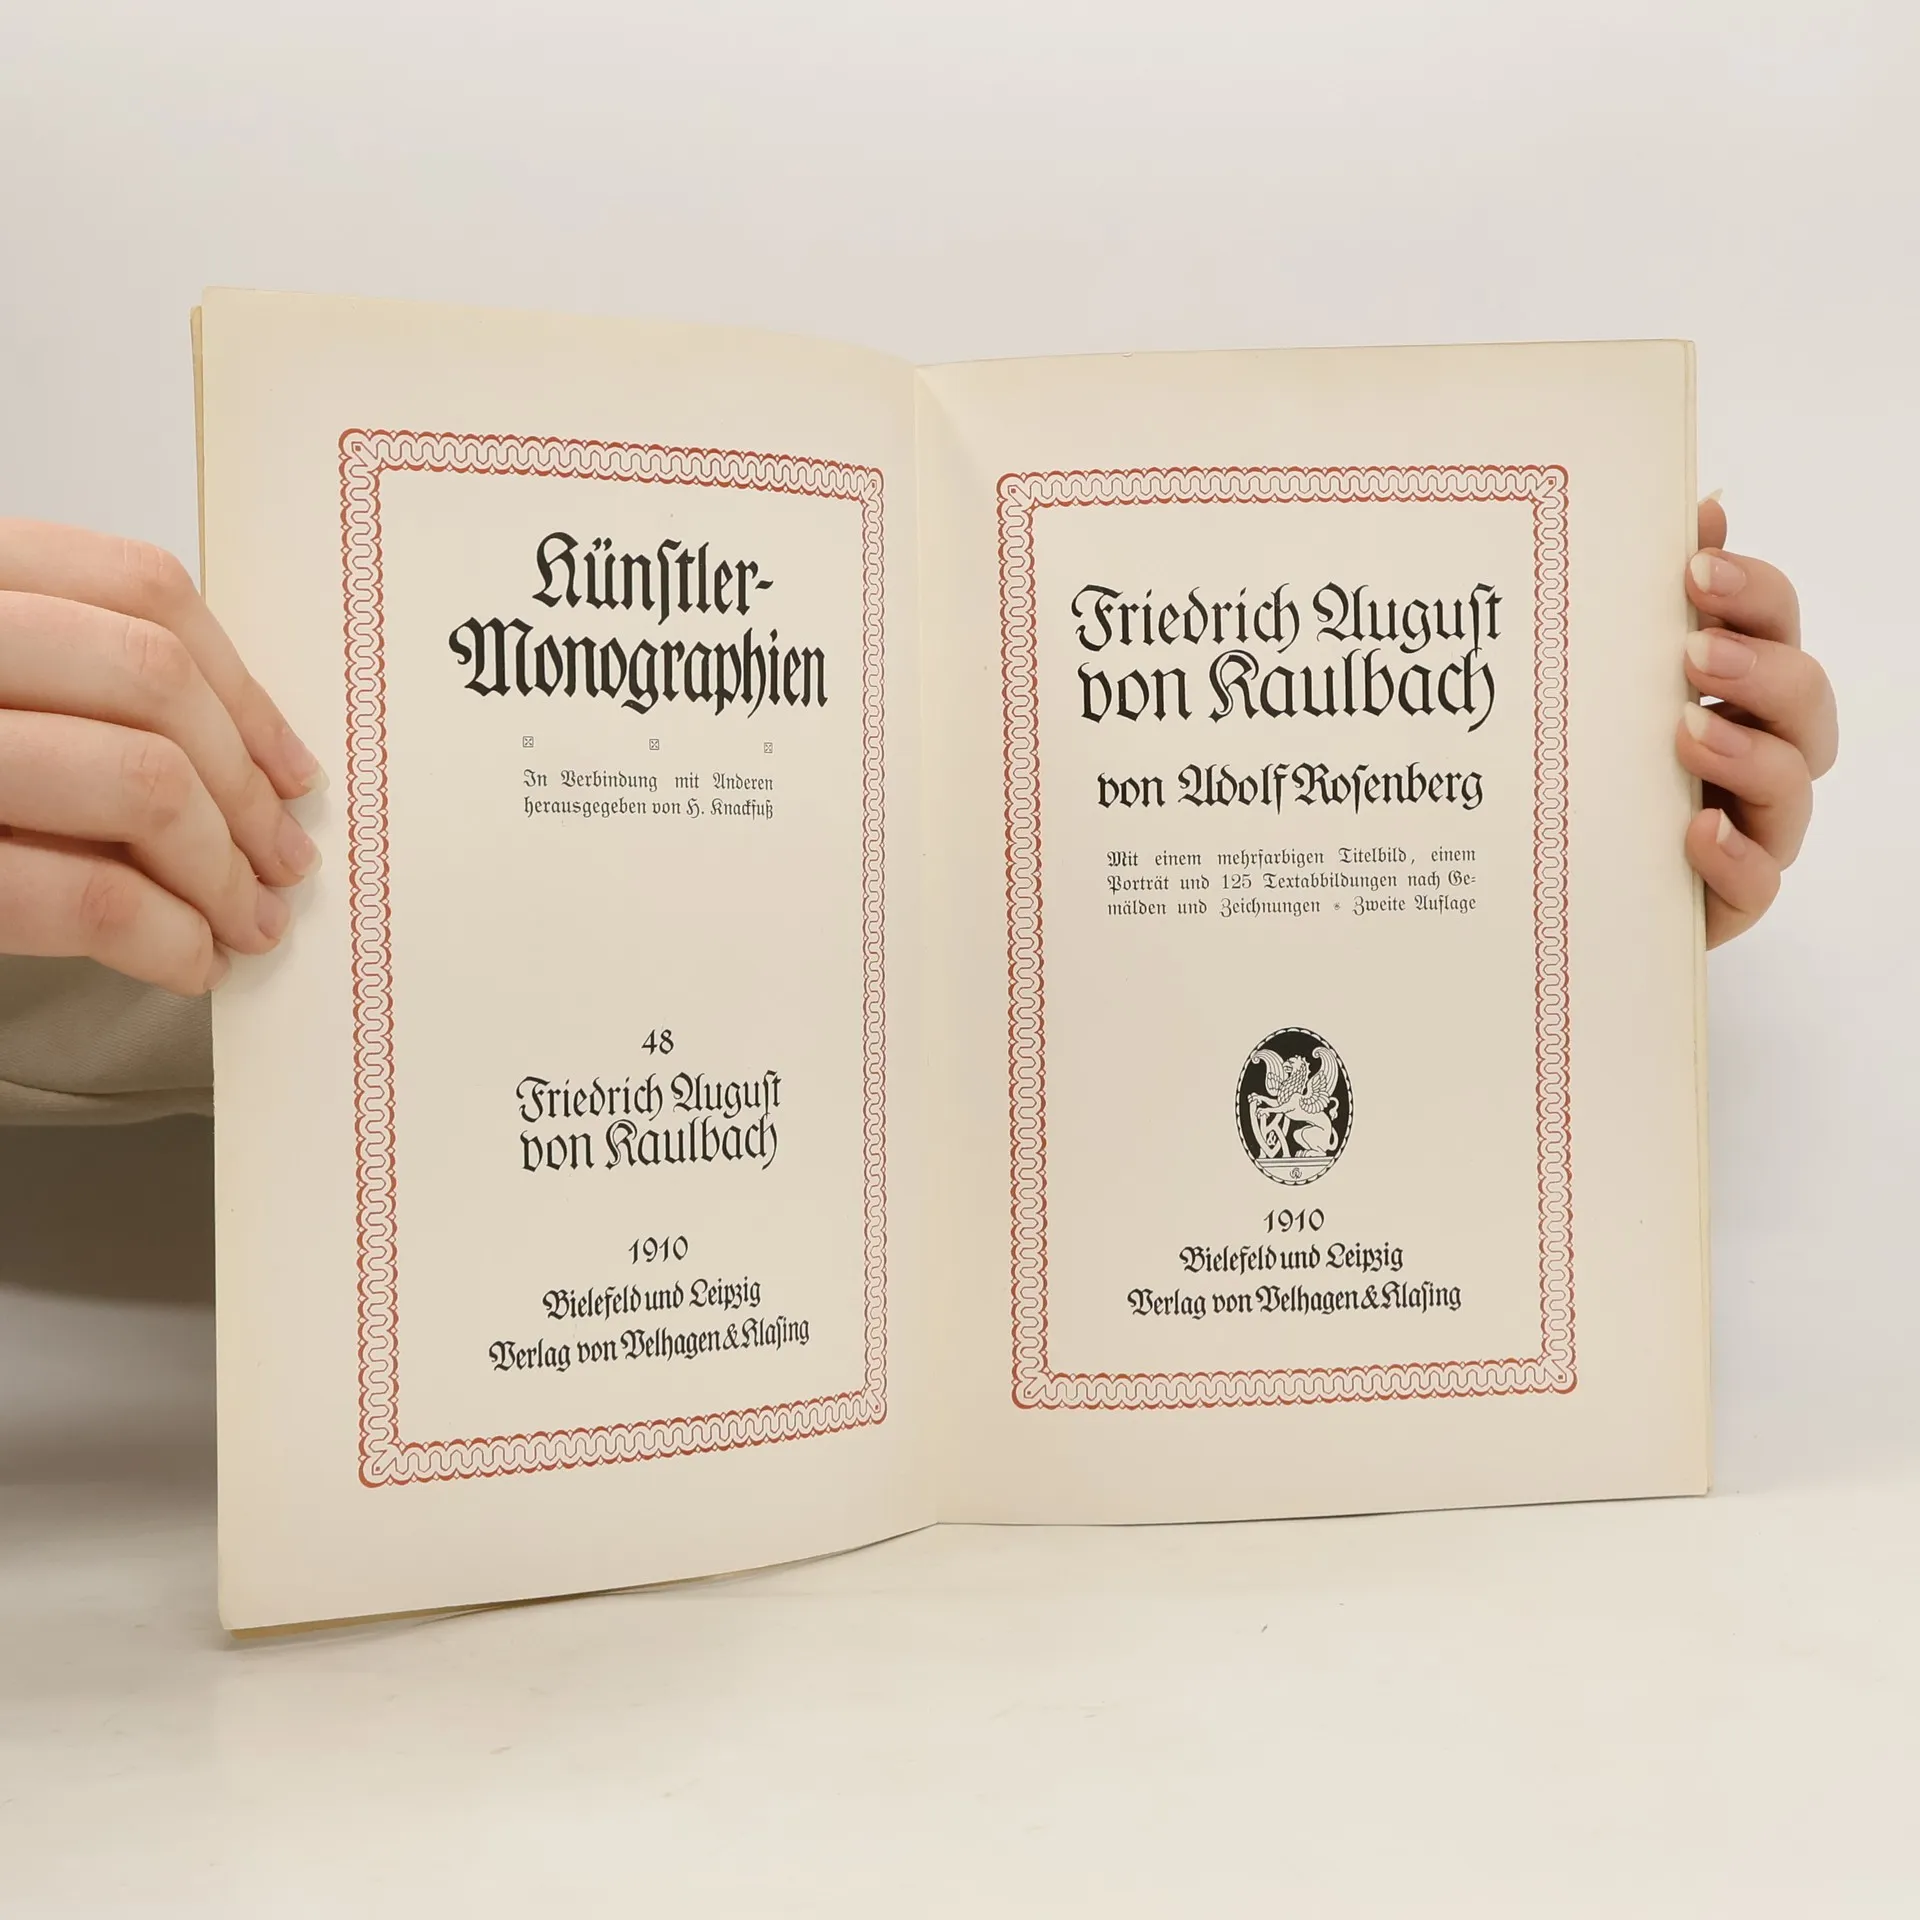 Künstler-
Monographien
In Verbindung mit Anderen
herausgegeben von H. Knackfuß
48
Friedrich August
von Kaulbach
1910
Bielefeld und Leipzig
Verlag von Velhagen & Klasing
Friedrich August
von Kaulbach
von Adolf Rosenberg
Mit einem mehrfarbigen Titelbild, einem
Porträt und 125 Textabbildungen nach Ge-
mälden und Zeichnungen * Zweite Auflage
1910
Bielefeld und Leipzig
Verlag von Velhagen & Klasing